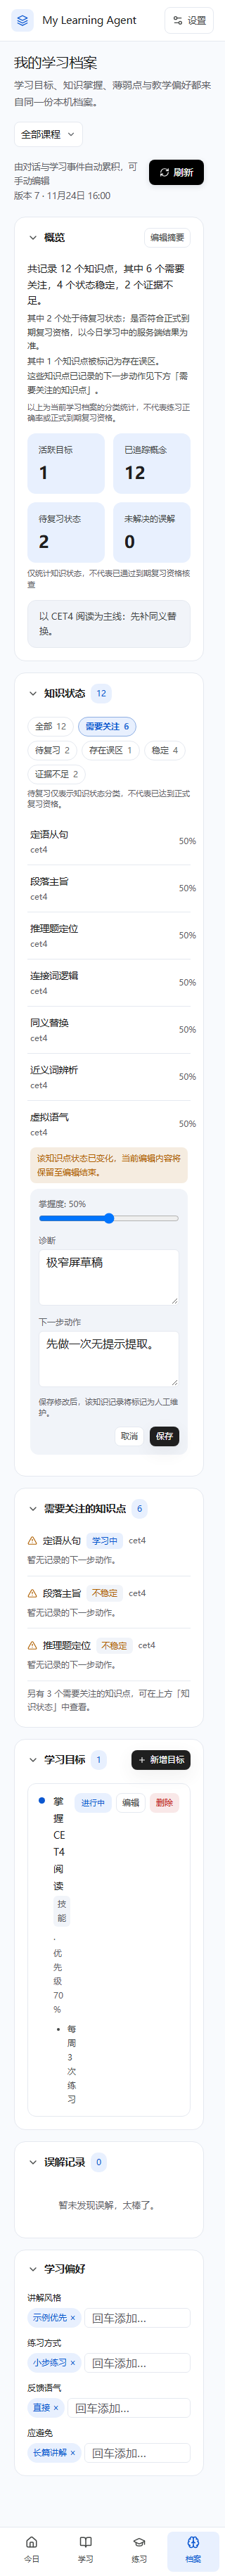 My Learning Agent
设置
我的学习档案
学习目标、知识掌握、薄弱点与教学偏好都来
自同一份本机档案。
全部课程
由对话与学习事件自动累积，可
手动编辑
版本 7 · 11月24日 16:00
刷新
概览
编辑摘要
共记录 12 个知识点，其中 6 个需要
关注，4 个状态稳定，2 个证据不
足。
其中 2 个处于待复习状态；是否符合正式到
期复习资格，以今日学习中的服务端结果为
准。
其中 1 个知识点被标记为存在误区。
这些知识点已记录的下一步动作见下方「需
要关注的知识点」。
以上为当前学习档案的分类统计，不代表练习正
确率或正式到期复习资格。
活跃目标
1
已追踪概念
12
待复习状态
2
未解决的误解
0
仅统计知识状态，不代表已通过到期复习资格核
查
以 CET4 阅读为主线：先补同义替
换。
知识状态 12
全部 12
需要关注 6
待复习 2
存在误区 1
稳定 4
证据不足 2
待复习仅表示知识状态分类，不代表已达到正式
复习资格。
定语从句
cet4
50%
段落主旨
cet4
50%
推理题定位
cet4
50%
连接词逻辑
cet4
50%
同义替换
cet4
50%
近义词辨析
cet4
50%
虚拟语气
cet4
50%
该知识点状态已变化，当前编辑内容将
保留至编辑结束。
掌握度: 50%
诊断
极窄屏草稿
下一步动作
先做一次无提示提取。
保存修改后，该知识记录将标记为人工维
护。
取消
保存
需要关注的知识点 6
定语从句 学习中 cet4
暂无记录的下一步动作。
段落主旨 不稳定 cet4
暂无记录的下一步动作。
推理题定位 不稳定 cet4
暂无记录的下一步动作。
另有 3 个需要关注的知识点，可在上方「知
识状态」中查看。
学习目标 1
+ 新增目标
掌
握
CE
T4
阅
读
进行中
编辑
删除
技
能
·
优
先
级
70
%
• 每
周
3
次
练
习
误解记录 0
暂未发现误解，太棒了。
学习偏好
讲解风格
示例优先 × 回车添加...
练习方式
小步练习 × 回车添加...
反馈语气
直接 × 回车添加...
应避免
长篇讲解 × 回车添加...
今日
学习
练习
档案